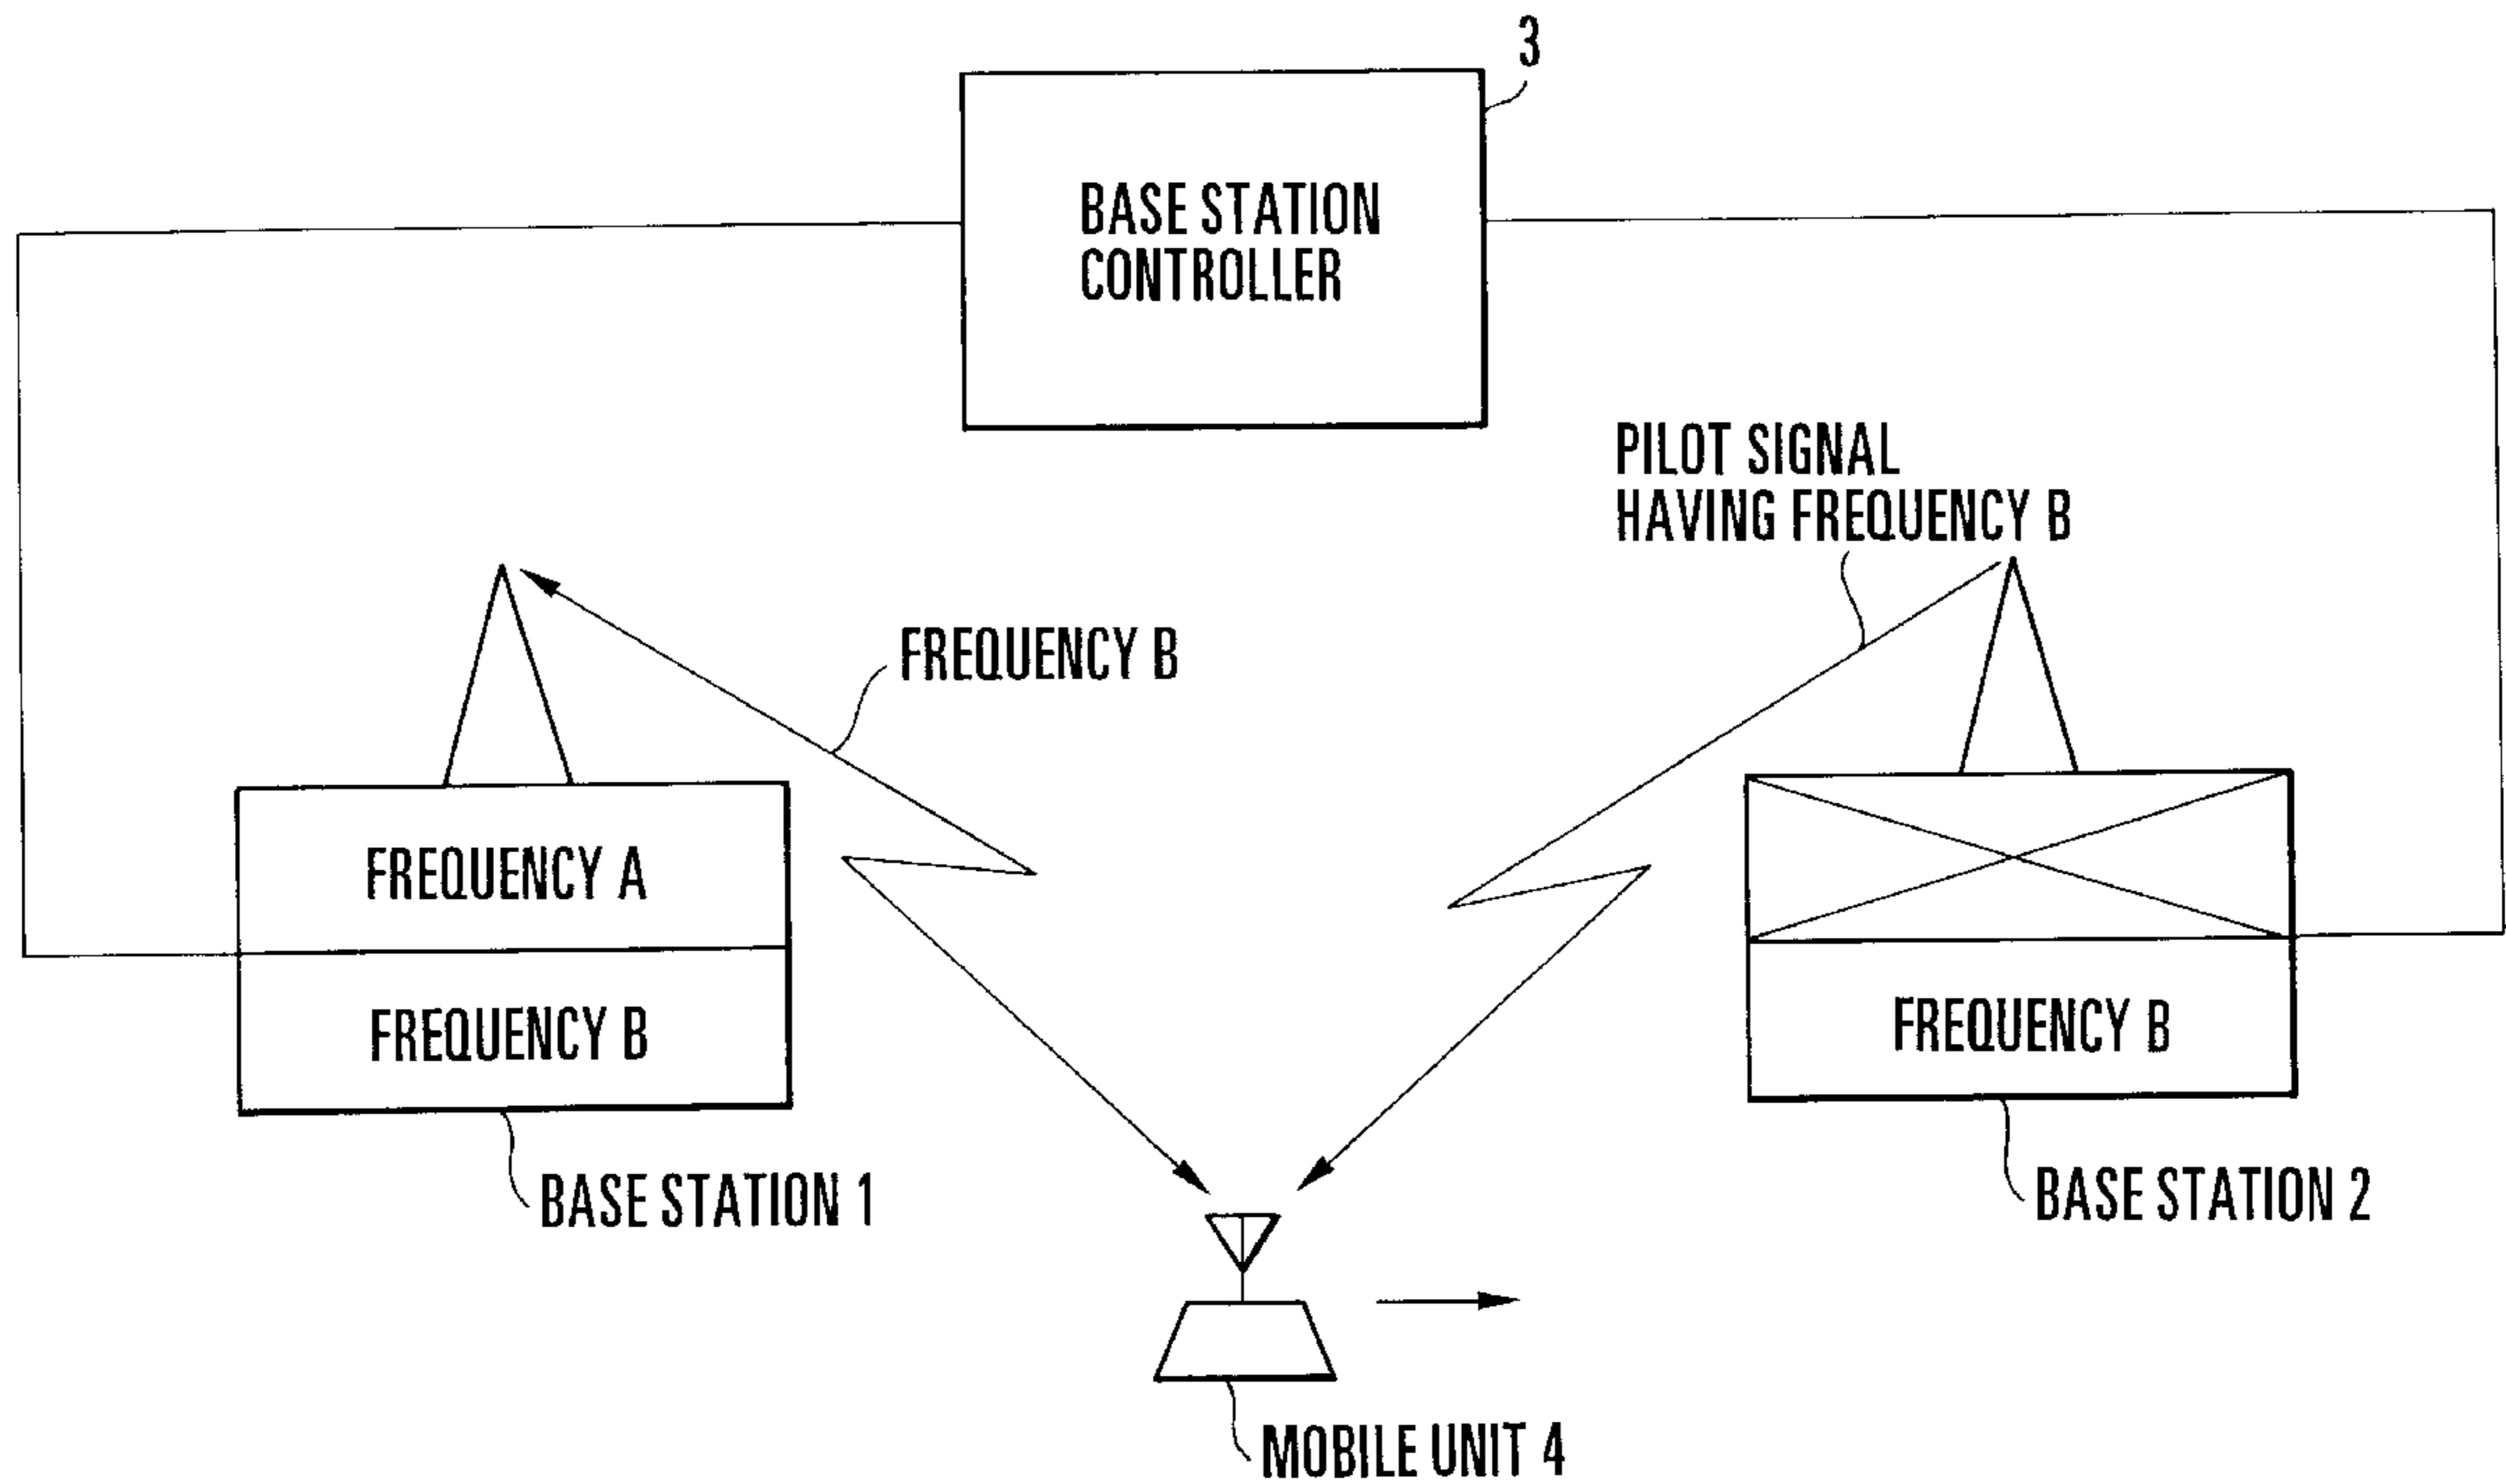 3
BASE STATION
CONTROLLER
PILOT SIGNAL
HAVING FREQUENCY B
FREQUENCY B
FREQUENCY A
FREQUENCY B
FREQUENCY B
BASE STATION 1
BASE STATION 2
MOBILE UNIT 4